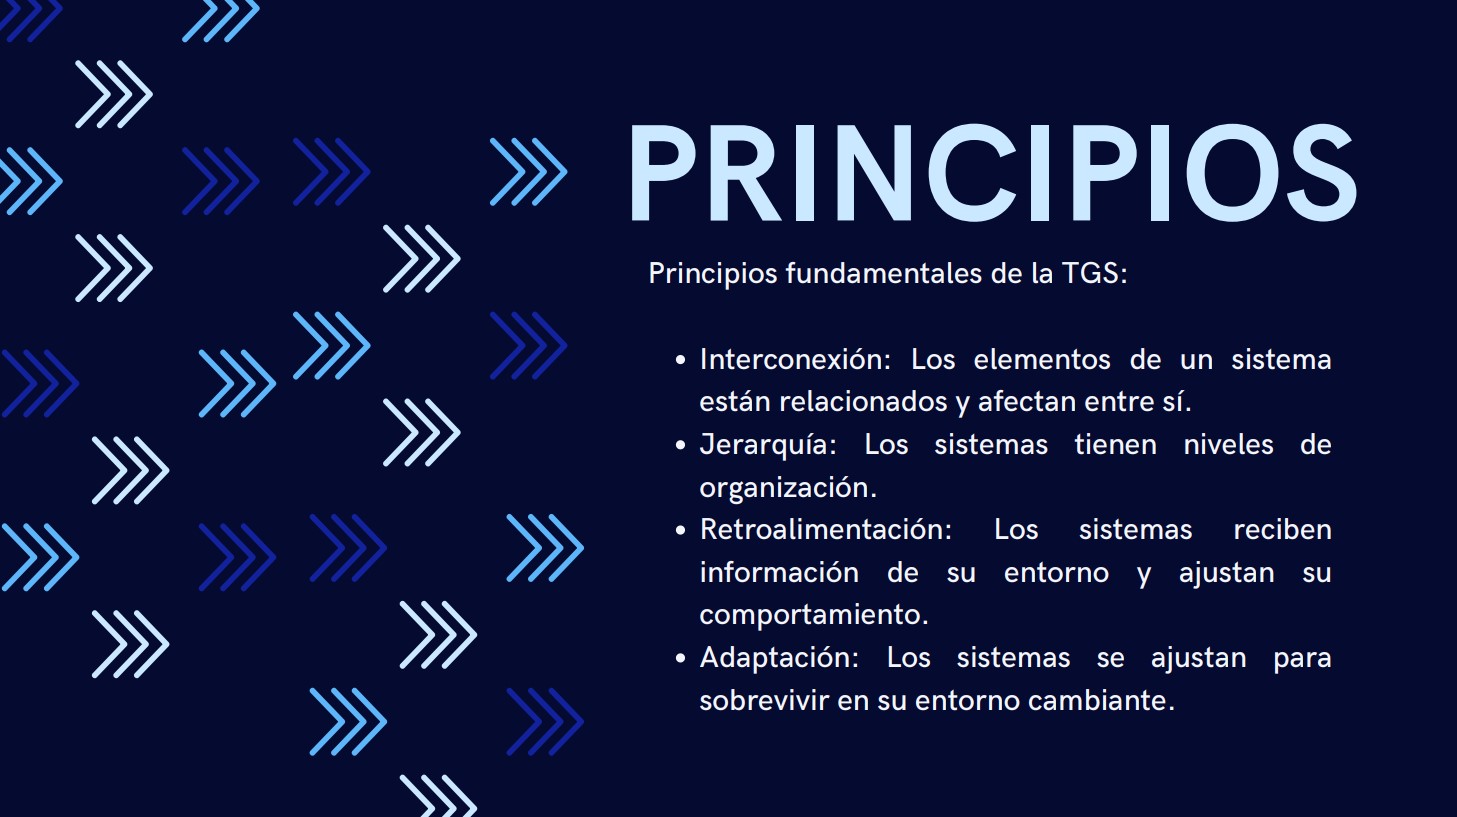 PRINCIPIOS
Principios fundamentales de la TGS:
• Interconexión: Los elementos de un sistema
están relacionados y afectan entre sí.
• Jerarquía: Los sistemas tienen niveles de
organización.
• Retroalimentación: Los sistemas reciben
información de su entorno y ajustan su
comportamiento.
• Adaptación: Los sistemas se ajustan para
sobrevivir en su entorno cambiante.